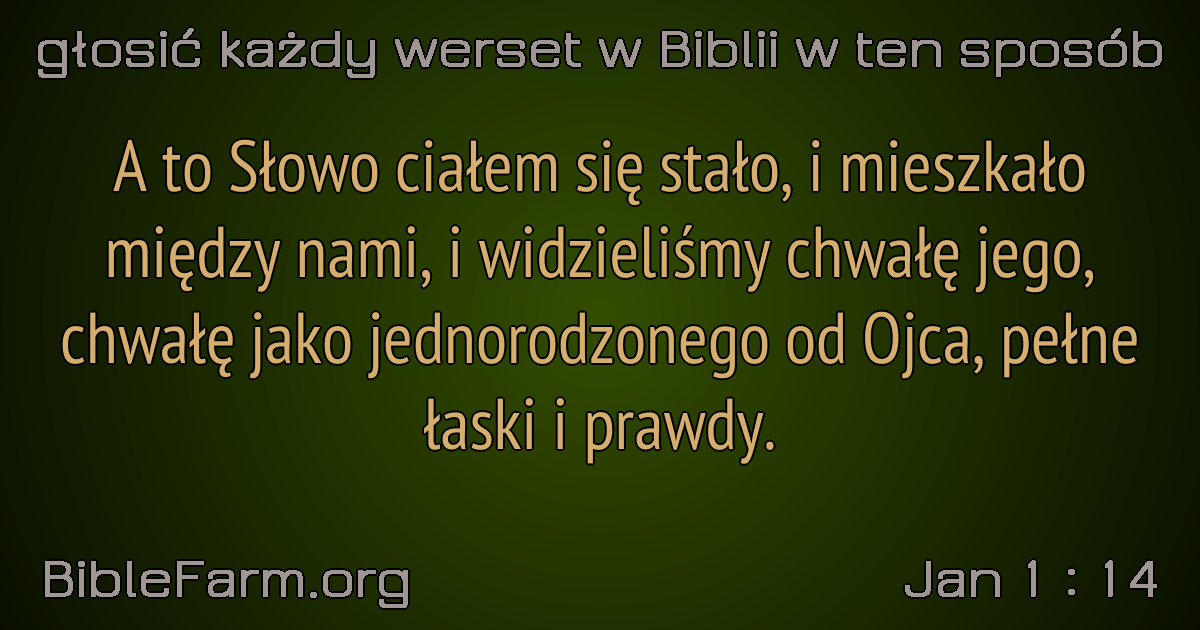 głosić każdy werset w Biblii w ten sposób
A to Słowo ciałem się stało, i mieszkało
między nami, i widzieliśmy chwałę jego,
chwałę jako jednorodzonego od Ojca, pełne
łaski i prawdy.
BibleFarm.org
Jan 1 : 14